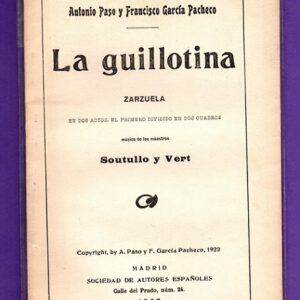 Antonio Paso y Francisco García Pacheco
La guillotina
ZARZUELA
EN DOS ACTOS, EL PRIMERO DIVIDIDO EN DOS CUADROS
música de los maestros
Soutullo y Vert
Copyright, by A. Paso y F. García Pacheco, 1922
MADRID
SOCIEDAD DE AUTORES ESPAÑOLES
Calle del Prado, núm. 24.